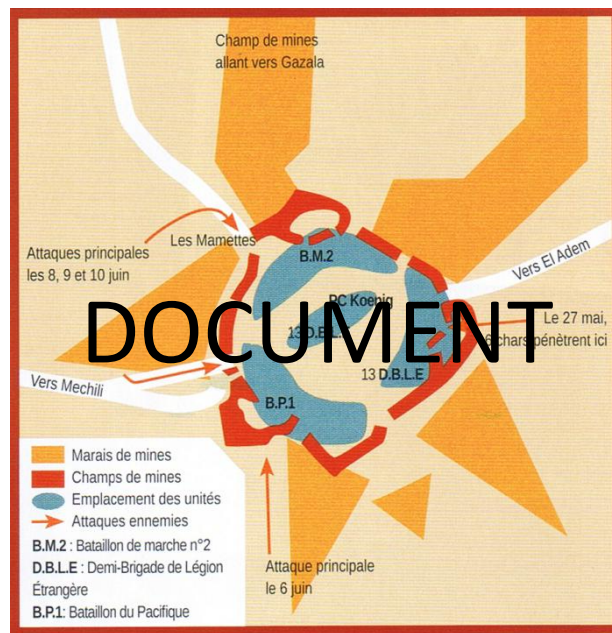 Champ de mines
allant vers Gazala
Les Mamettes
Attaques principales
les 8, 9 et 10 juin
B.M.2
Vers El Adem
PC Koenig
13 D.B.L.E
DOCUMENT
Le 27 mai,
6 chars pénètrent ici
13 D.B.L.E
Vers Mechili
B.P.1
Marais de mines
Champs de mines
Emplacement des unités
Attaques ennemies
B.M.2 : Bataillon de marche n°2
D.B.L.E : Demi-Brigade de Légion
Étrangère
B.P.1: Bataillon du Pacifique
Attaque principale
le 6 juin